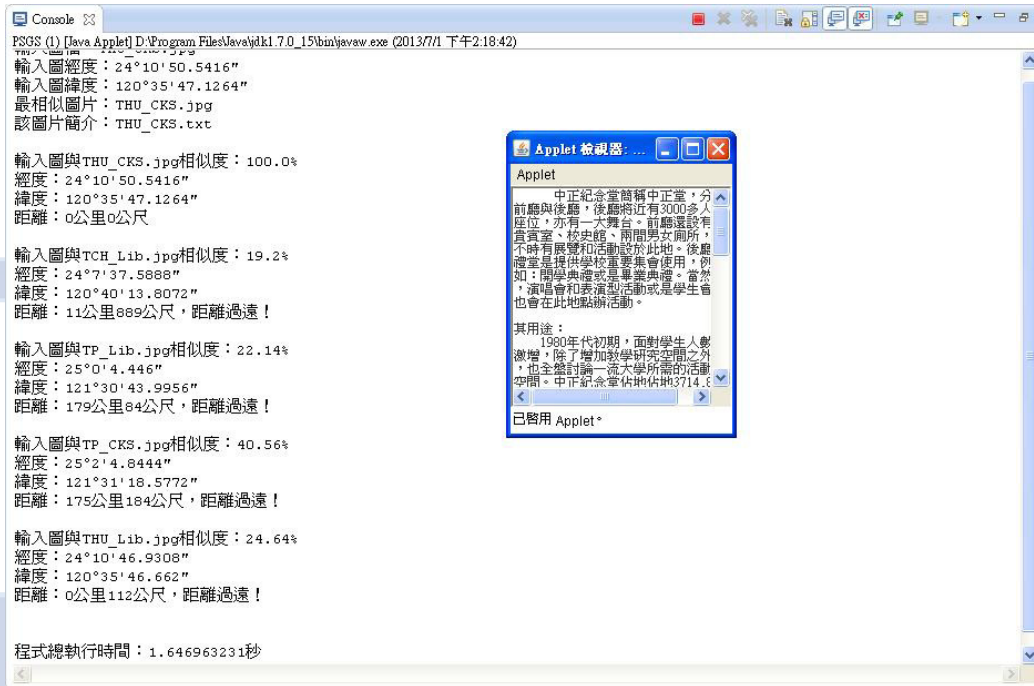 Console
PSGS (1) [Java Applet] D:\Program Files\Java\jdk1.7.0_15\bin\javaw.exe (2013/7/1 下午2:18:42)
輸入圖經度：24°10'50.5416"
輸入圖緯度：120°35'47.1264"
最相似圖片：THU_CKS.jpg
該圖片簡介：THU_CKS.txt
輸入圖與THU_CKS.jpg相似度：100.0%
經度：24°10'50.5416"
緯度：120°35'47.1264"
距離：0公里0公尺
輸入圖與TCH_Lib.jpg相似度：19.2%
經度：24°7'37.5888"
緯度：120°40'13.8072"
距離：11公里889公尺，距離過遠！
輸入圖與TP_Lib.jpg相似度：22.14%
經度：25°0'4.446"
緯度：121°30'43.9956"
距離：179公里84公尺，距離過遠！
輸入圖與TP_CKS.jpg相似度：40.56%
經度：25°2'4.8444"
緯度：121°31'18.5772"
距離：175公里184公尺，距離過遠！
輸入圖與THU_Lib.jpg相似度：24.64%
經度：24°10'46.9308"
緯度：120°35'46.662"
距離：0公里112公尺，距離過遠！
程式總執行時間：1.646963231秒
Applet 檢視器: ...
Applet
中正紀念堂簡稱中正堂，分
前廳與後廳，後廳將近有3000多人
座位，亦有一大舞台。前廳還設有
貴賓室、校史館、兩間男女廁所，
不時有展覽和活動設於此地。後廳
禮堂是提供學校重要集會使用，例
如：開學典禮或是畢業典禮。當然
，演唱會和表演型活動或是學生會
也會在此地點辦活動。
其用途：
1980年代初期，面對學生人數
激增，除了增加教學研究空間之外
，也全盤討論一流大學所需的活動
空間。中正紀念堂佔地佔地3714.8
已啓用 Applet。